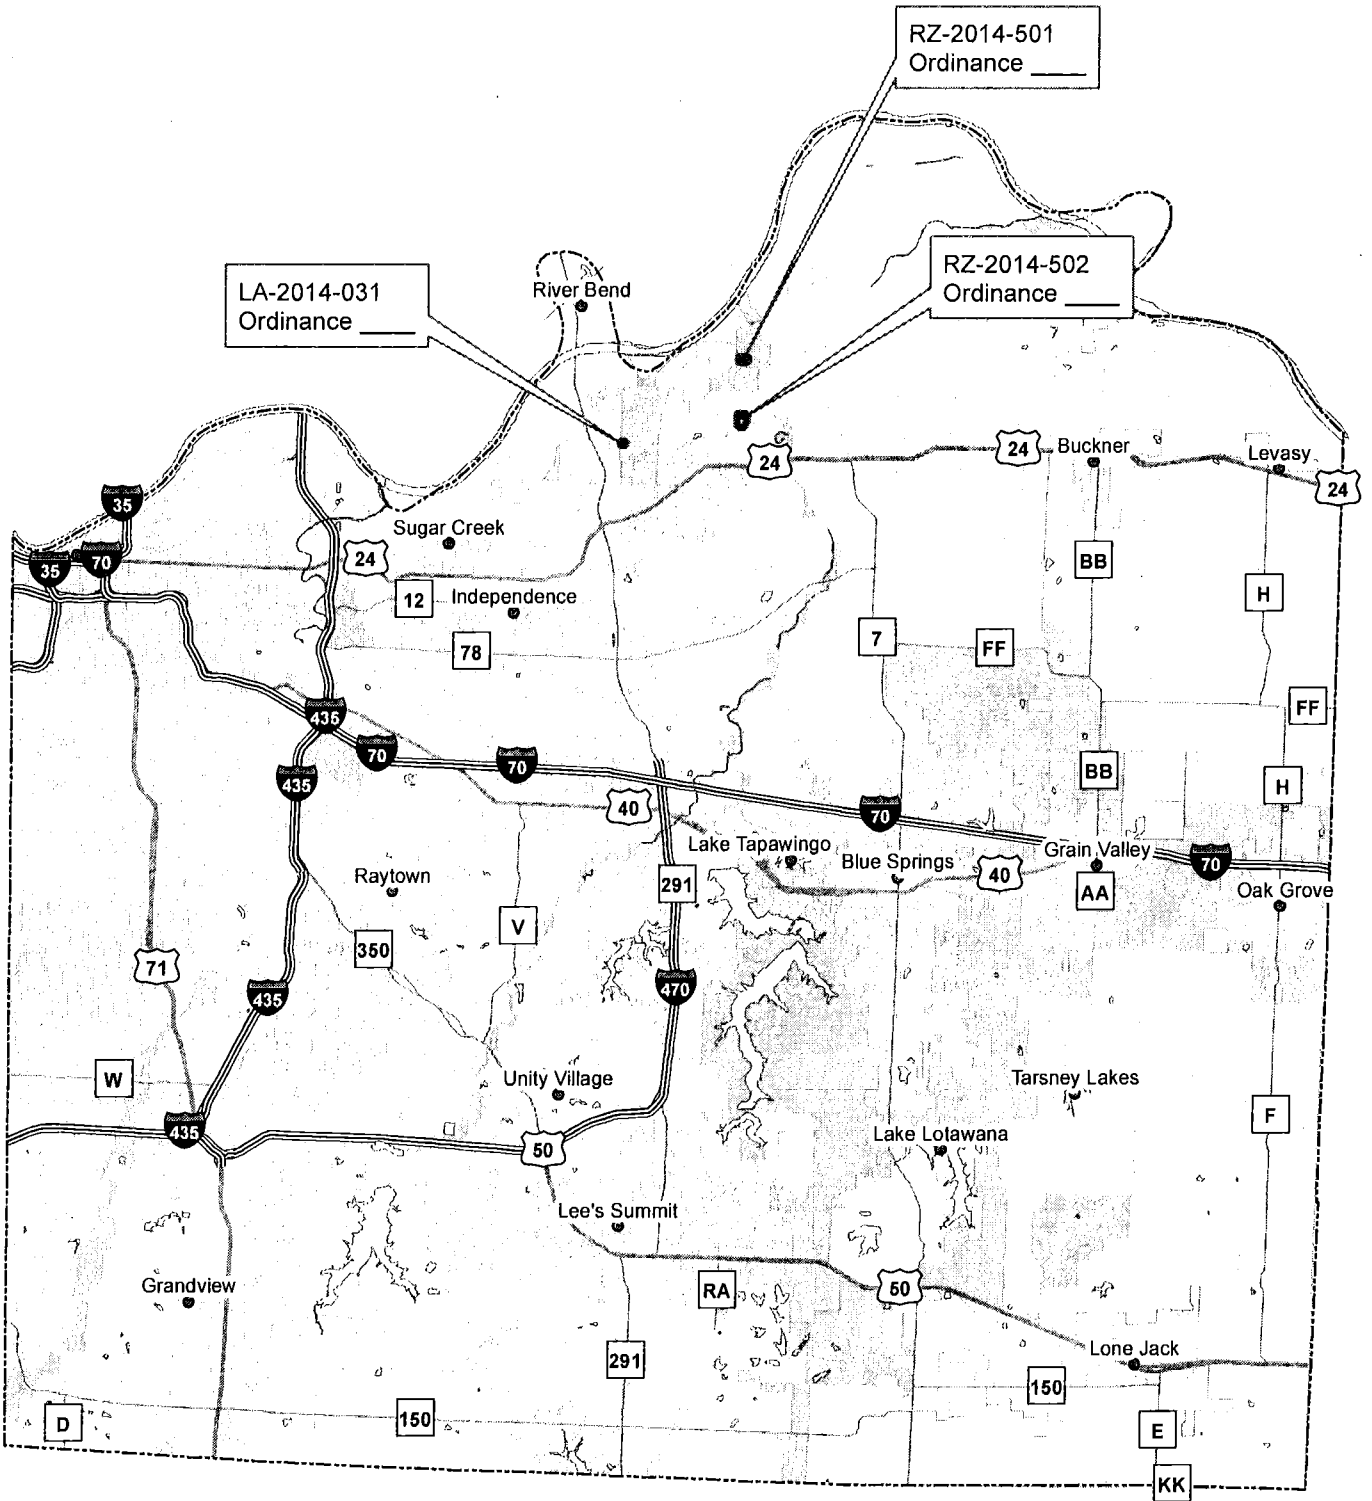 RZ-2014-501
Ordinance ____
RZ-2014-502
Ordinance ____
LA-2014-031
Ordinance ____
River Bend
24
24
Buckner
Levasy
24
35
35
70
Sugar Creek
24
12
Independence
78
BB
H
7
FF
FF
435
70
70
435
40
BB
H
70
Lake Tapawingo
Blue Springs
Grain Valley
40
70
AA
Oak Grove
Raytown
291
V
350
71
435
470
W
Unity Village
Tarsney Lakes
F
435
50
Lake Lotawana
Lee's Summit
Grandview
RA
50
291
Lone Jack
150
D
150
E
KK